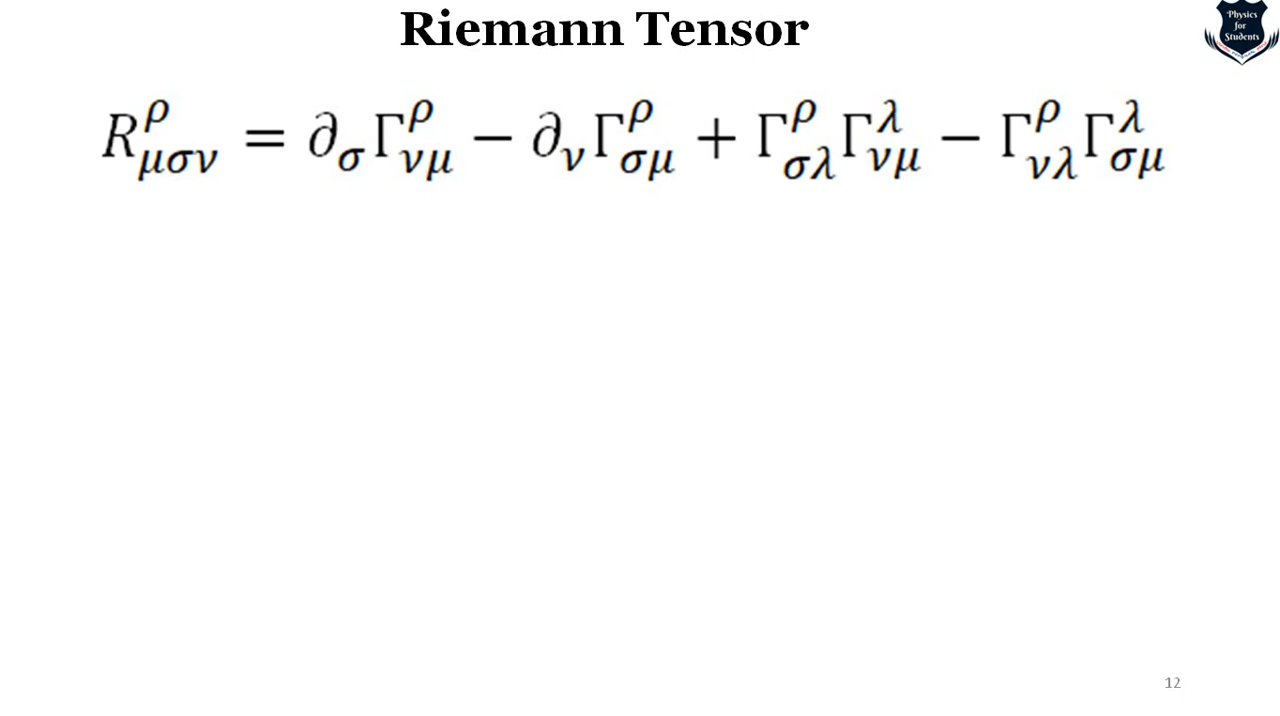 Riemann Tensor
Physics
for
Students
R^ρ_{μσν} = ∂_σ Γ^ρ_{νμ} − ∂_ν Γ^ρ_{σμ} + Γ^ρ_{σλ} Γ^λ_{νμ} − Γ^ρ_{νλ} Γ^λ_{σμ}
12